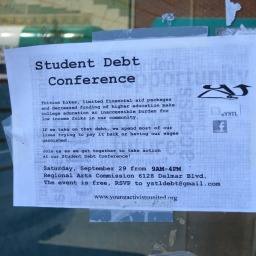 Student Debt
Conference
Tuition hikes, limited financial aid packages
and decreased funding of higher education make
college education an inaccessible burden for
low income folks in our community.
If we take on that debt, we spend most of our
lives trying to pay it back or having our wages
garnished.
Join us as we get together to take action
at our Student Debt Conference!
Saturday, September 29 from 9AM-4PM
Regional Arts Commission 6128 Delmar Blvd.
The event is free, RSVP to ystldebt@gmail.com
www.youngactivistunited.org